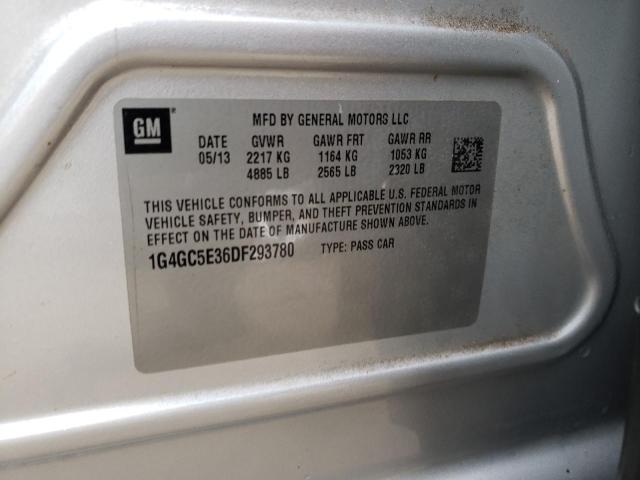 GM
MFD BY GENERAL MOTORS LLC
DATE GVWR GAWR FRT GAWR RR
05/13 2217 KG 1164 KG 1053 KG
4885 LB 2565 LB 2320 LB
THIS VEHICLE CONFORMS TO ALL APPLICABLE U.S. FEDERAL MOTOR
VEHICLE SAFETY, BUMPER, AND THEFT PREVENTION STANDARDS IN
EFFECT ON THE DATE OF MANUFACTURE SHOWN ABOVE.
1G4GC5E36DF293780 TYPE: PASS CAR